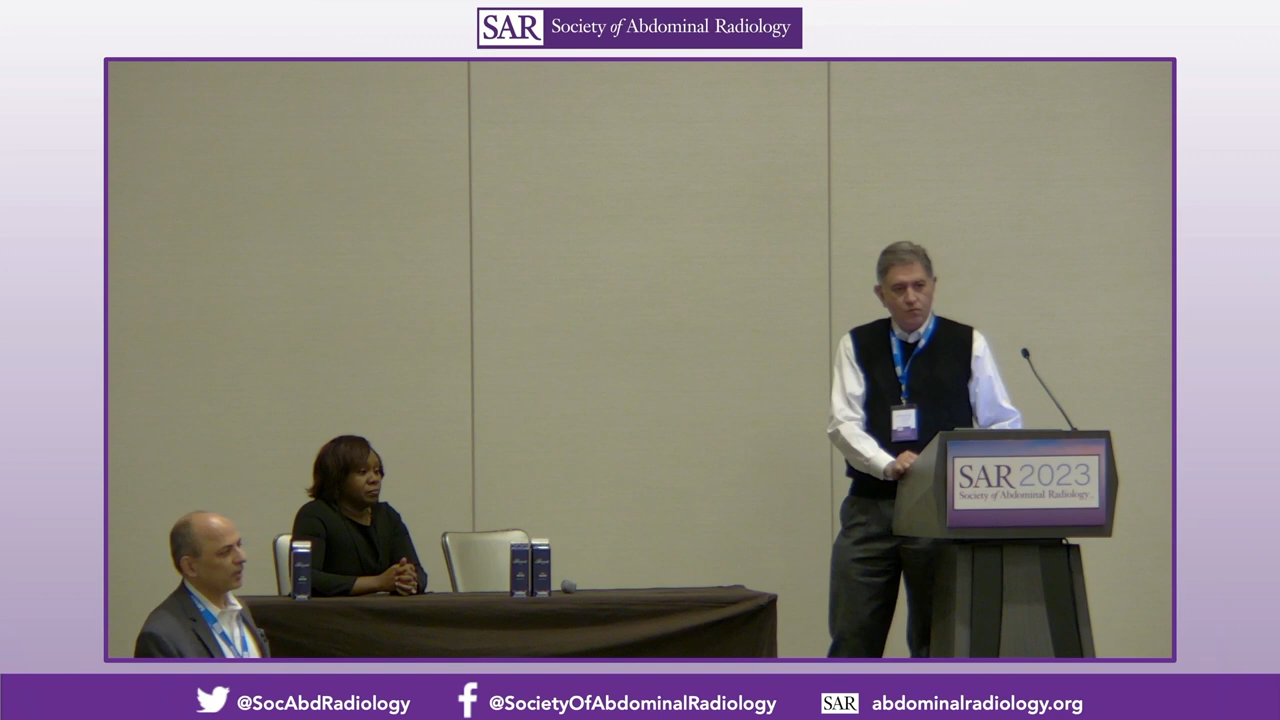 SAR Society of Abdominal Radiology
SAR 2023
Society of Abdominal Radiology
@SocAbdRadiology
@SocietyOfAbdominalRadiology
SAR abdominalradiology.org